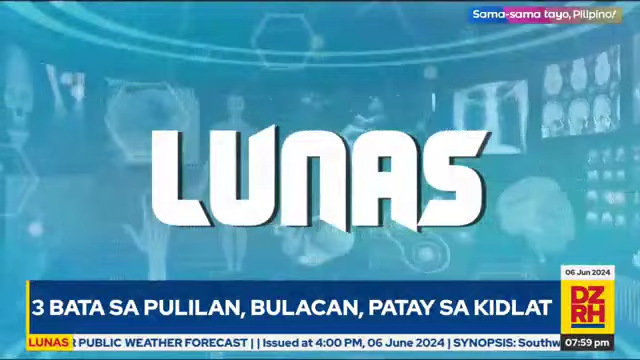 Sama-sama tayo, Pilipino!
LUNAS
06 Jun 2024
3 BATA SA PULILAN, BULACAN, PATAY SA KIDLAT
DZ
RH
LUNAS
R PUBLIC WEATHER FORECAST | | Issued at 4:00 PM, 06 June 2024 | SYNOPSIS: Southw
07:59 pm